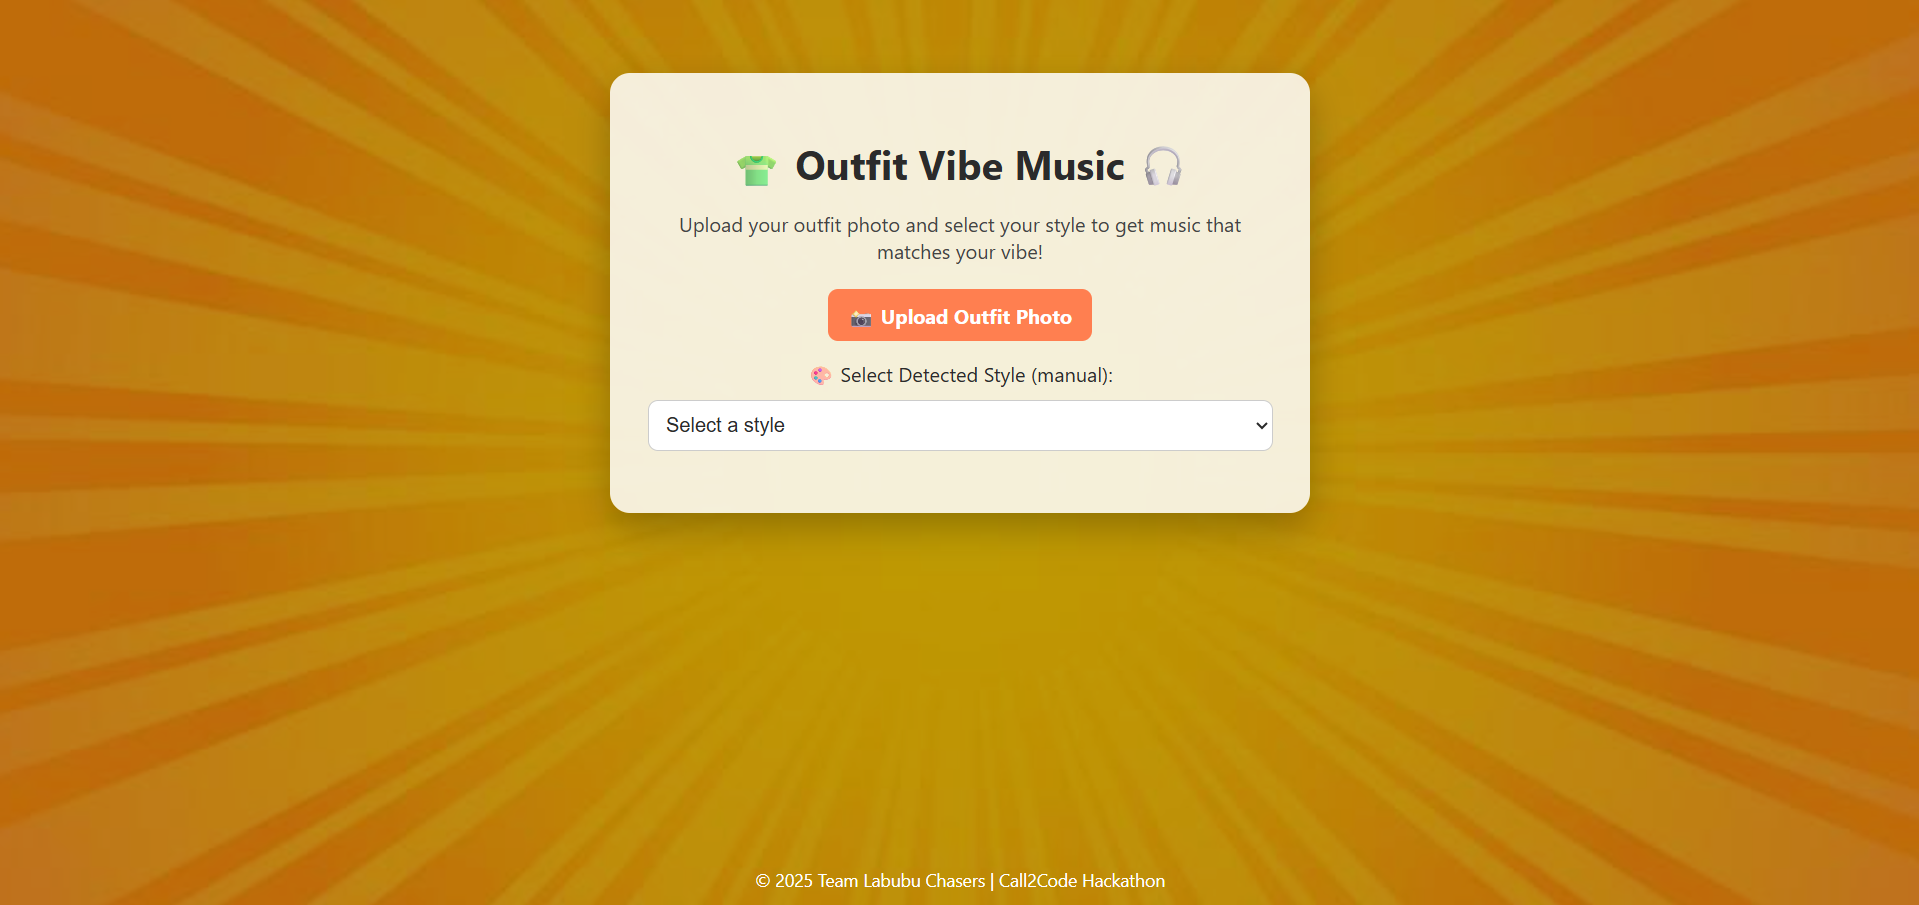 Outfit Vibe Music
Upload your outfit photo and select your style to get music that
matches your vibe!
Upload Outfit Photo
Select Detected Style (manual):
Select a style
© 2025 Team Labubu Chasers | Call2Code Hackathon